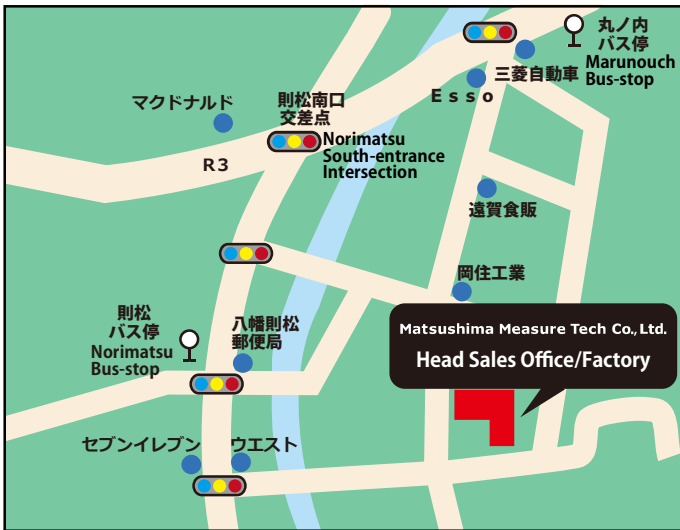 丸ノ内
バス停
Marunouch
Bus-stop
三菱自動車
Esso
マクドナルド
則松南口
交差点
Norimatsu
South-entrance
Intersection
R3
遠賀食販
岡住工業
則松
バス停
Norimatsu
Bus-stop
八幡則松
郵便局
Matsushima Measure Tech Co.,Ltd.
Head Sales Office/Factory
セブンイレブン
ウエスト